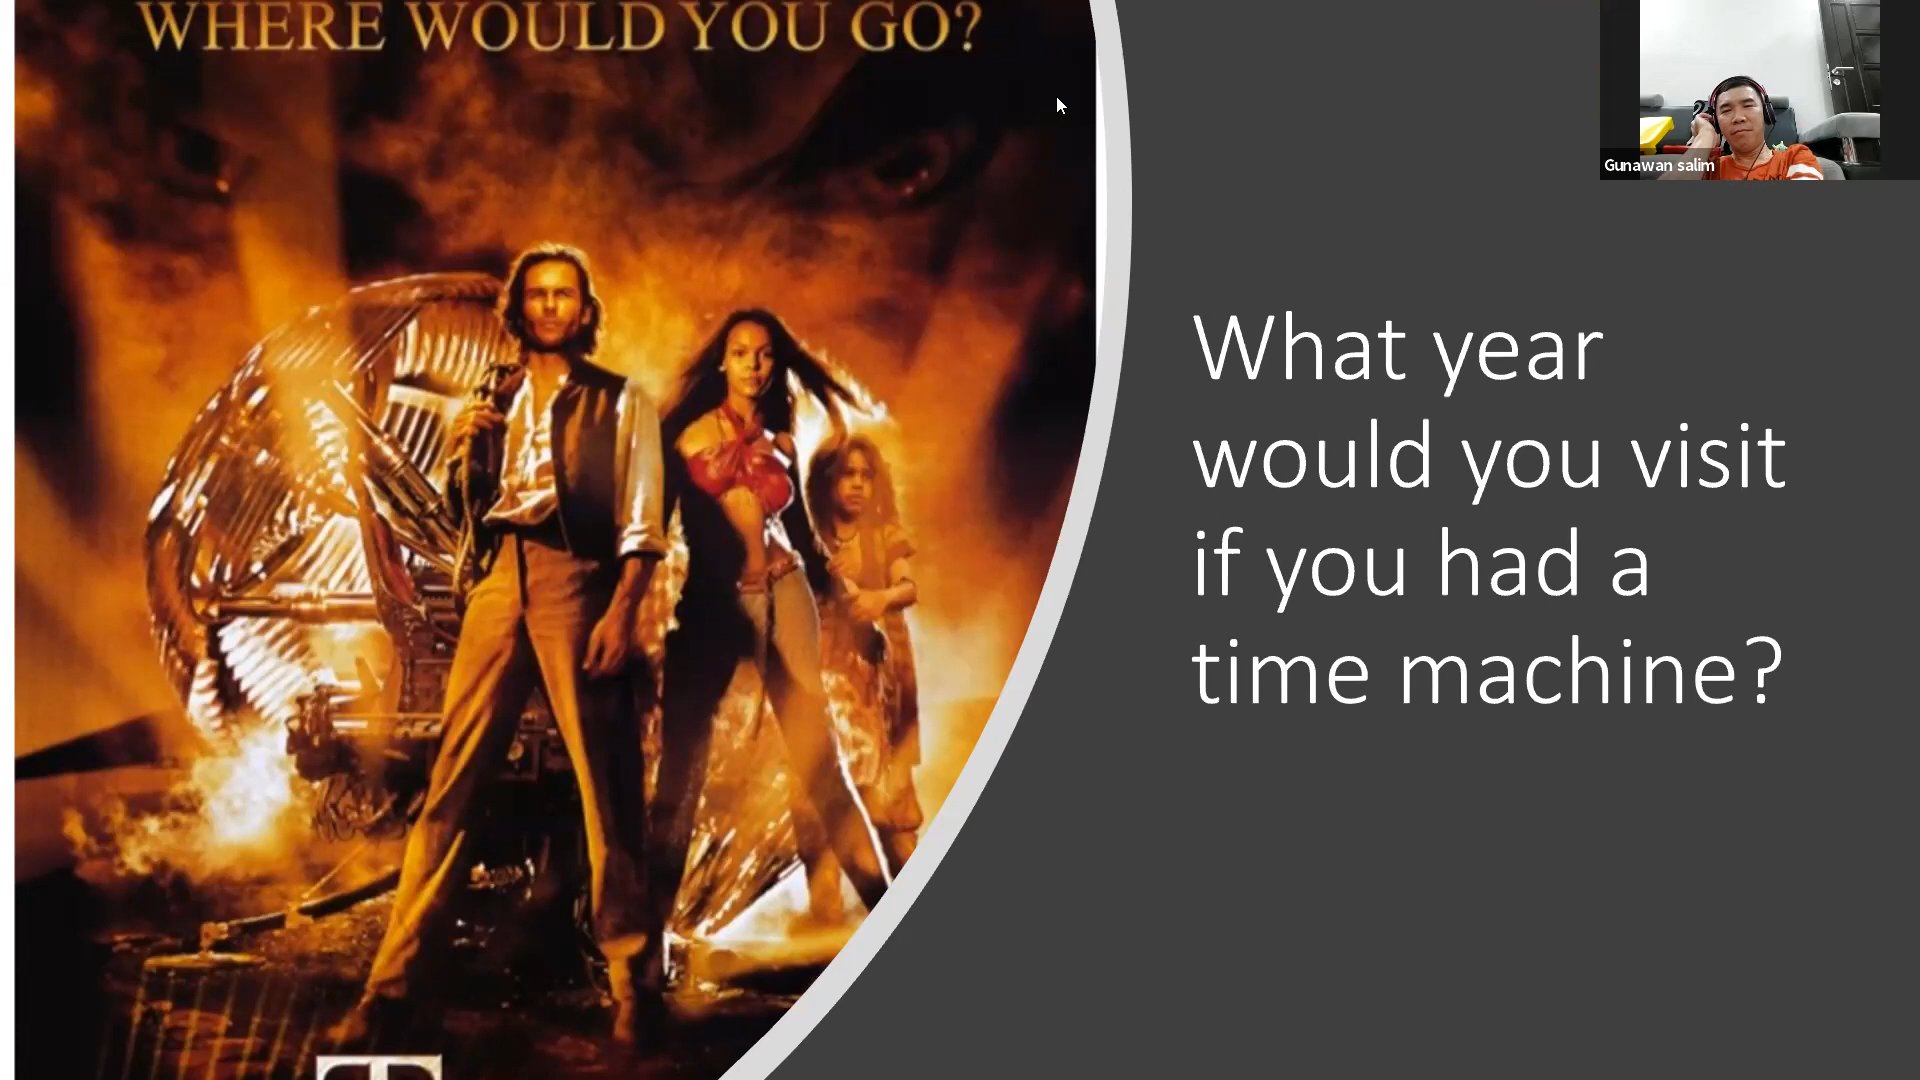 WHERE WOULD YOU GO?
Gunawan salim
What year
would you visit
if you had a
time machine?